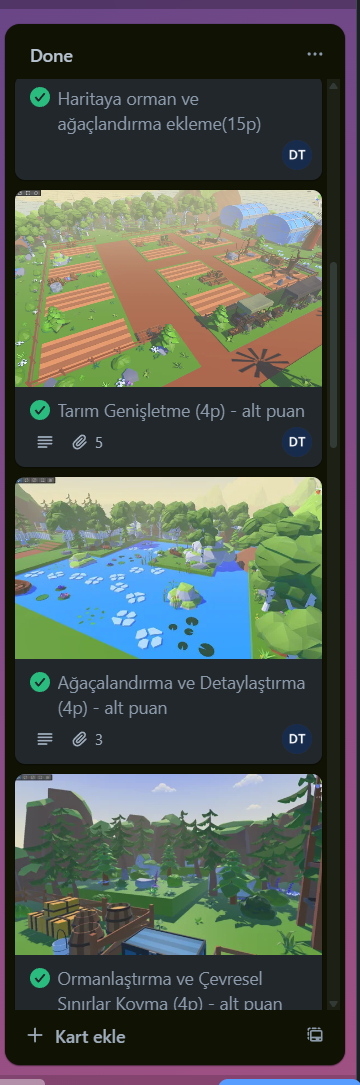 Done
Haritaya orman ve
ağaçlandırma ekleme(15p)
DT
Tarım Genişletme (4p) - alt puan
5
DT
Ağaçalandırma ve Detaylaştırma
(4p) - alt puan
3
DT
Ormanlaştırma ve Çevresel
Sınırlar Koyma (4p) - alt puan
+ Kart ekle